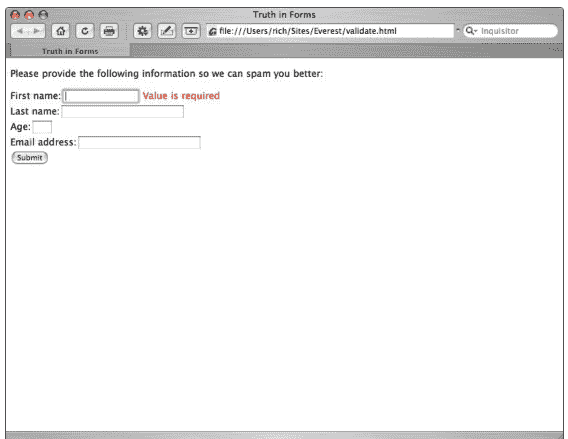 Truth in Forms
file:///Users/rich/Sites/Everest/validate.html
Inquisitor
Truth in Forms
Please provide the following information so we can spam you better:
First name: Value is required
Last name:
Age:
Email address:
Submit